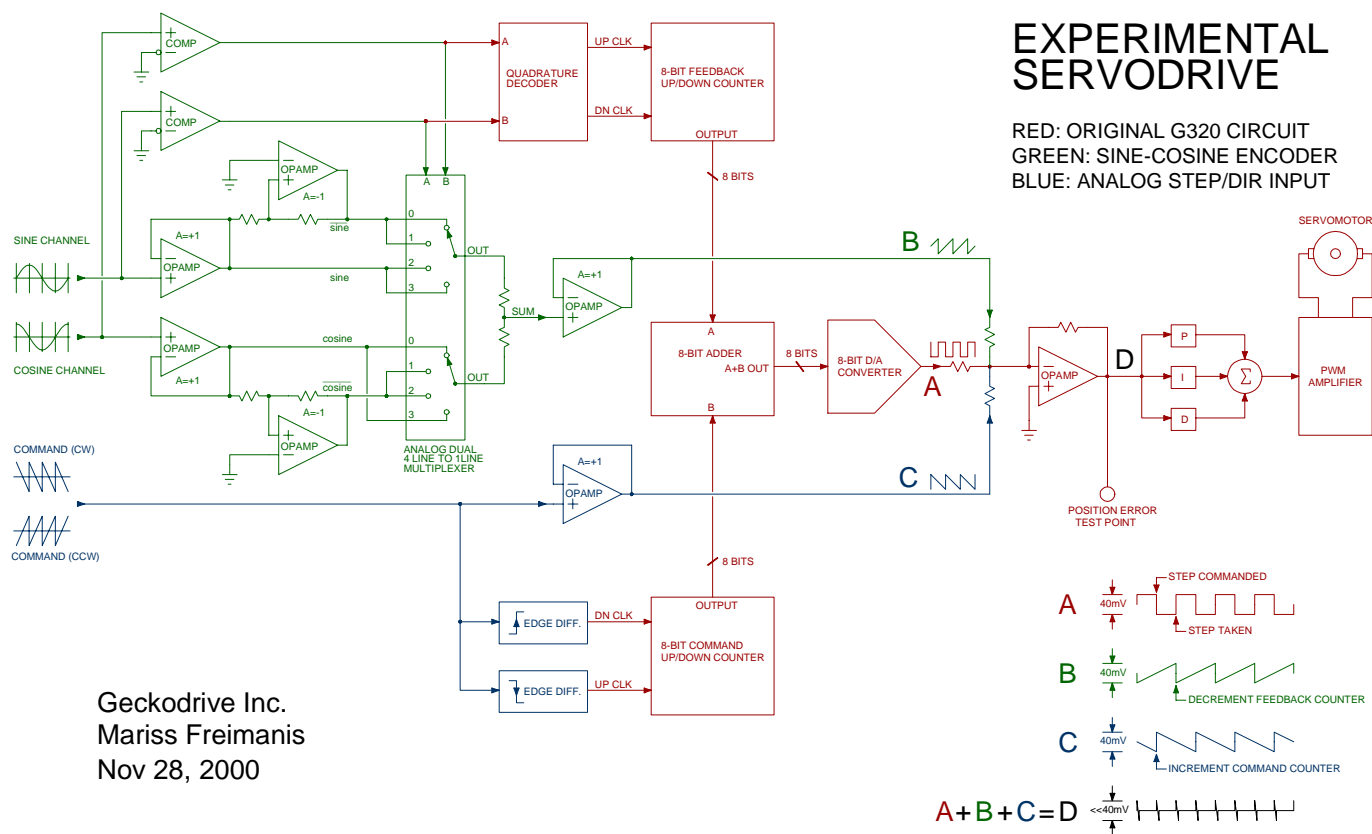 EXPERIMENTAL
SERVODRIVE
RED: ORIGINAL G320 CIRCUIT
GREEN: SINE-COSINE ENCODER
BLUE: ANALOG STEP/DIR INPUT
+
−
COMP
+
−
COMP
A
B
QUADRATURE
DECODER
UP CLK
DN CLK
8-BIT FEEDBACK
UP/DOWN COUNTER
OUTPUT
8 BITS
−
OPAMP
+
A=-1
sine
A=+1
−
OPAMP
+
sine
SINE CHANNEL
COSINE CHANNEL
+
OPAMP
−
A=+1
cosine
cosine
A=-1
+
OPAMP
−
A B
0
1
2
3
OUT
0
1
2
3
OUT
ANALOG DUAL
4 LINE TO 1LINE
MULTIPLEXER
SUM
A=+1
−
OPAMP
+
B
A
8-BIT ADDER
A+B OUT
B
8 BITS
8-BIT D/A
CONVERTER
A
−
OPAMP
+
D
P
I
D
Σ
SERVOMOTOR
PWM
AMPLIFIER
POSITION ERROR
TEST POINT
COMMAND (CW)
COMMAND (CCW)
A=+1
−
OPAMP
+
C
8 BITS
OUTPUT
8-BIT COMMAND
UP/DOWN COUNTER
EDGE DIFF.
DN CLK
EDGE DIFF.
UP CLK
Geckodrive Inc.
Mariss Freimanis
Nov 28, 2000
A
40mV
STEP COMMANDED
STEP TAKEN
B
40mV
DECREMENT FEEDBACK COUNTER
C
40mV
INCREMENT COMMAND COUNTER
A+B+C=D
<<40mV